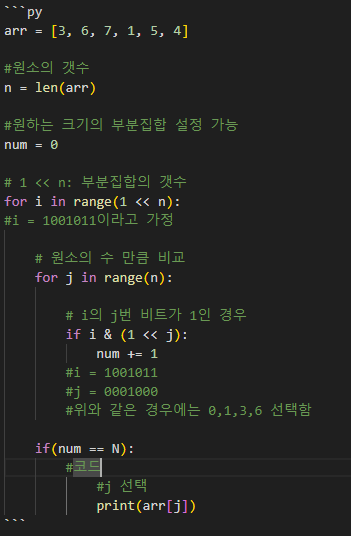 ```py
arr = [3, 6, 7, 1, 5, 4]
#원소의 갯수
n = len(arr)
#원하는 크기의 부분집합 설정 가능
num = 0
# 1 << n: 부분집합의 갯수
for i in range(1 << n):
#i = 1001011이라고 가정
# 원소의 수 만큼 비교
for j in range(n):
# i의 j번 비트가 1인 경우
if i & (1 << j):
num += 1
#i = 1001011
#j = 0001000
#위와 같은 경우에는 0,1,3,6 선택함
if(num == N):
#코드
#j 선택
print(arr[j])
```